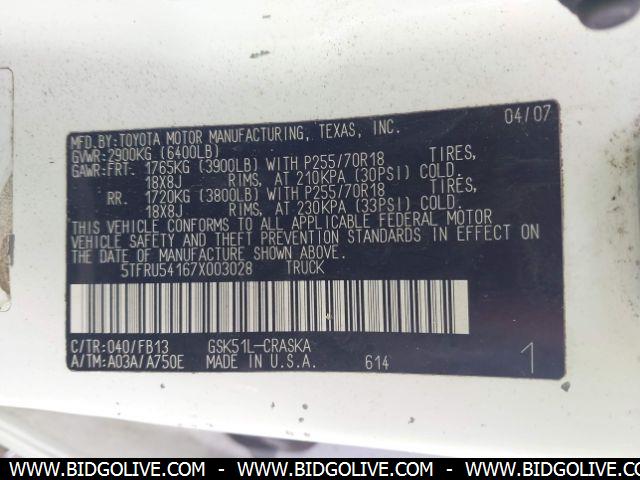 04/07
MFD.BY:TOYOTA MOTOR MANUFACTURING, TEXAS, INC.
GVWR:2900KG (6400LB)
GAWR:FRT. 1765KG (3900LB) WITH P255/70R18 TIRES,
18X8J RIMS, AT 210KPA (30PSI) COLD.
RR. 1720KG (3800LB) WITH P255/70R18 TIRES,
18X8J RIMS, AT 230KPA (33PSI) COLD.
THIS VEHICLE CONFORMS TO ALL APPLICABLE FEDERAL MOTOR
VEHICLE SAFETY AND THEFT PREVENTION STANDARDS IN EFFECT ON
THE DATE OF MANUFACTURE SHOWN ABOVE.
5TFRU54167X003028 TRUCK
C/TR:040/FB13 GSK51L-CRASKA
A/TM:A03A/A750E MADE IN U.S.A. 614 1
WWW.BIDGOLIVE.COM - WWW.BIDGOLIVE.COM - WWW.BIDGOLIVE.COM